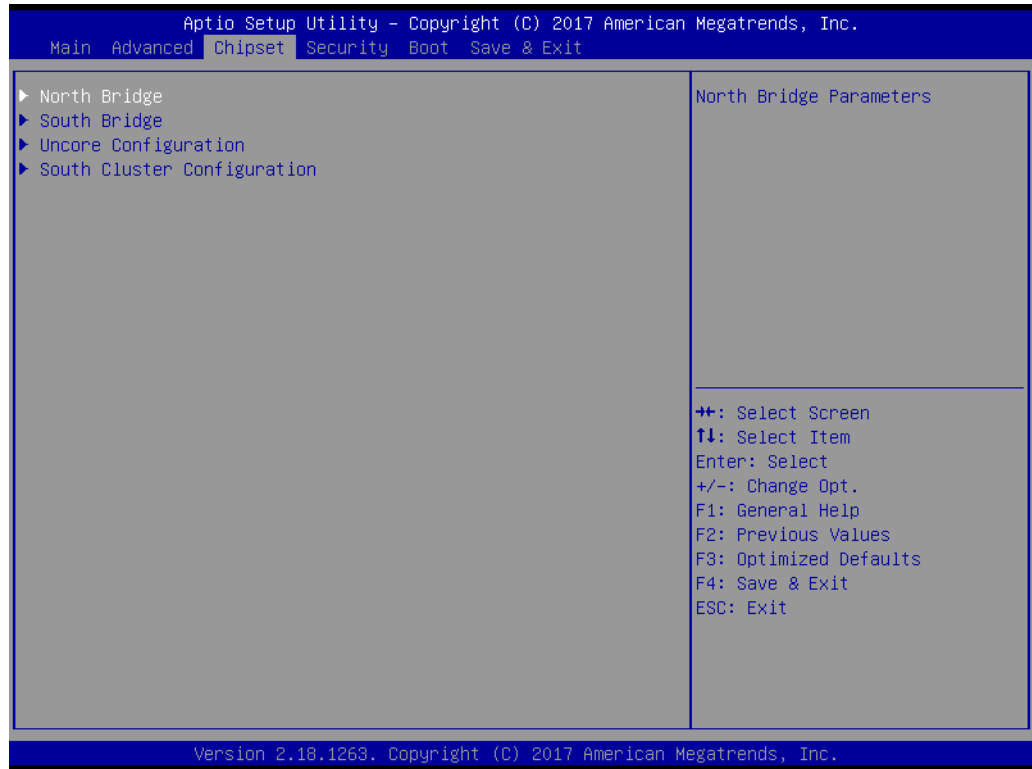 Aptio Setup Utility – Copyright (C) 2017 American Megatrends, Inc.
Main Advanced Chipset Security Boot Save & Exit
► North Bridge
► South Bridge
► Uncore Configuration
► South Cluster Configuration
North Bridge Parameters
→←: Select Screen
↑↓: Select Item
Enter: Select
+/-: Change Opt.
F1: General Help
F2: Previous Values
F3: Optimized Defaults
F4: Save & Exit
ESC: Exit
Version 2.18.1263. Copyright (C) 2017 American Megatrends, Inc.